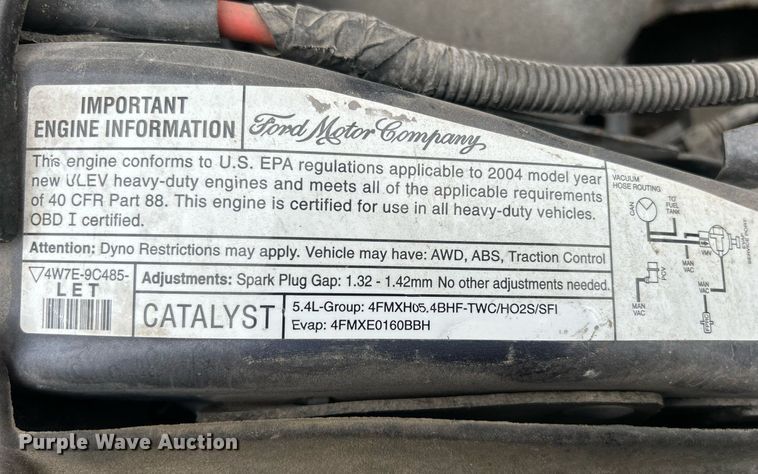 IMPORTANT
ENGINE INFORMATION
Ford Motor Company
This engine conforms to U.S. EPA regulations applicable to 2004 model year
new ULEV heavy-duty engines and meets all of the applicable requirements
of 40 CFR Part 88. This engine is certified for use in all heavy-duty vehicles.
OBD I certified.
Attention: Dyno Restrictions may apply. Vehicle may have: AWD, ABS, Traction Control
4W7E-9C485-
LET
Adjustments: Spark Plug Gap: 1.32 - 1.42mm No other adjustments needed.
CATALYST
5.4L-Group: 4FMXH05.4BHF-TWC/HO2S/SFI
Evap: 4FMXE0160BBH
VACUUM
HOSE ROUTING
CAN
TO
FUEL
TANK
VMV
EVAP
SERVICE PORT
PCV
MAN
VAC
MAN
VAC
MAN
VAC
Purple Wave Auction